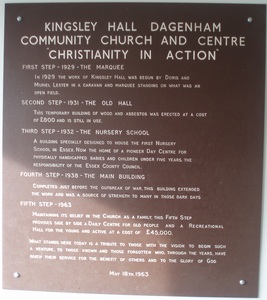 KINGSLEY HALL DAGENHAM
COMMUNITY CHURCH AND CENTRE
"CHRISTIANITY IN ACTION"
FIRST STEP - 1929 - THE MARQUEE
IN 1929 THE WORK OF KINGSLEY HALL WAS BEGUN BY DORIS AND
MURIEL LESTER IN A CARAVAN AND MARQUEE STANDING ON WHAT WAS AN
OPEN FIELD.
SECOND STEP - 1931 - THE OLD HALL
THIS TEMPORARY BUILDING OF WOOD AND ASBESTOS WAS ERECTED AT A COST
OF £800 AND IS STILL IN USE.
THIRD STEP - 1932 - THE NURSERY SCHOOL
A BUILDING SPECIALLY DESIGNED TO HOUSE THE FIRST NURSERY
SCHOOL IN ESSEX. NOW THE HOME OF A PIONEER DAY CENTRE FOR
PHYSICALLY HANDICAPPED BABIES AND CHILDREN UNDER FIVE YEARS, THE
RESPONSIBILITY OF THE ESSEX COUNTY COUNCIL.
FOURTH STEP - 1938 - THE MAIN BUILDING
COMPLETED JUST BEFORE THE OUTBREAK OF WAR, THIS BUILDING EXTENDED
THE WORK AND WAS A SOURCE OF STRENGTH TO MANY IN THOSE DARK DAYS
FIFTH STEP - 1963
MAINTAINING ITS BELIEF IN THE CHURCH AS A FAMILY, THIS FIFTH STEP
PROVIDES SIDE BY SIDE A DAILY CENTRE FOR OLD PEOPLE AND A RECREATIONAL
HALL FOR THE YOUNG AND ACTIVE AT A COST OF £45,000.
WHAT STANDS HERE TODAY IS A TRIBUTE TO THOSE WITH THE VISION TO BEGIN SUCH
A VENTURE, TO THOSE KNOWN AND THOSE FORGOTTEN WHO, THROUGH THE YEARS, HAVE
GIVEN THEIR SERVICE FOR THE BENEFIT OF OTHERS AND TO THE GLORY OF GOD
MAY 18TH, 1963